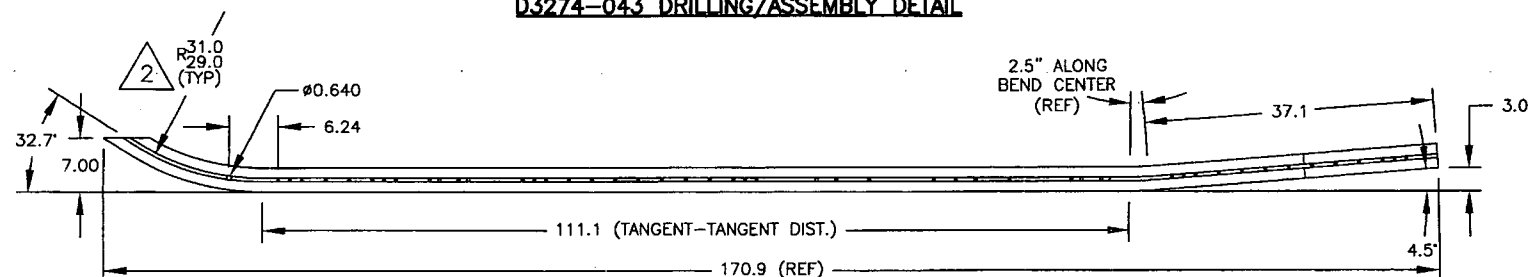 D3274-043 DRILLING/ASSEMBLY DETAIL
2
R31.0
29.0
(TYP)
ø0.640
6.24
32.7°
7.00
2.5" ALONG
BEND CENTER
(REF)
37.1
3.0
111.1 (TANGENT-TANGENT DIST.)
4.5°
170.9 (REF)